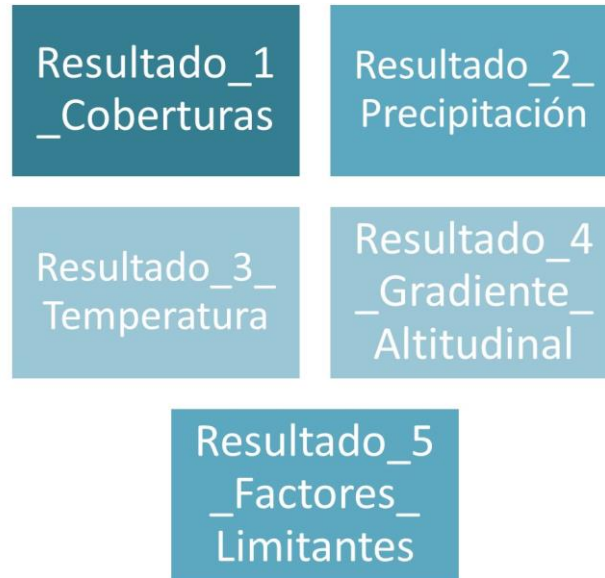 Resultado_1
_Coberturas
Resultado_2_
Precipitación
Resultado_3_
Temperatura
Resultado_4
_Gradiente_
Altitudinal
Resultado_5
_Factores_
Limitantes